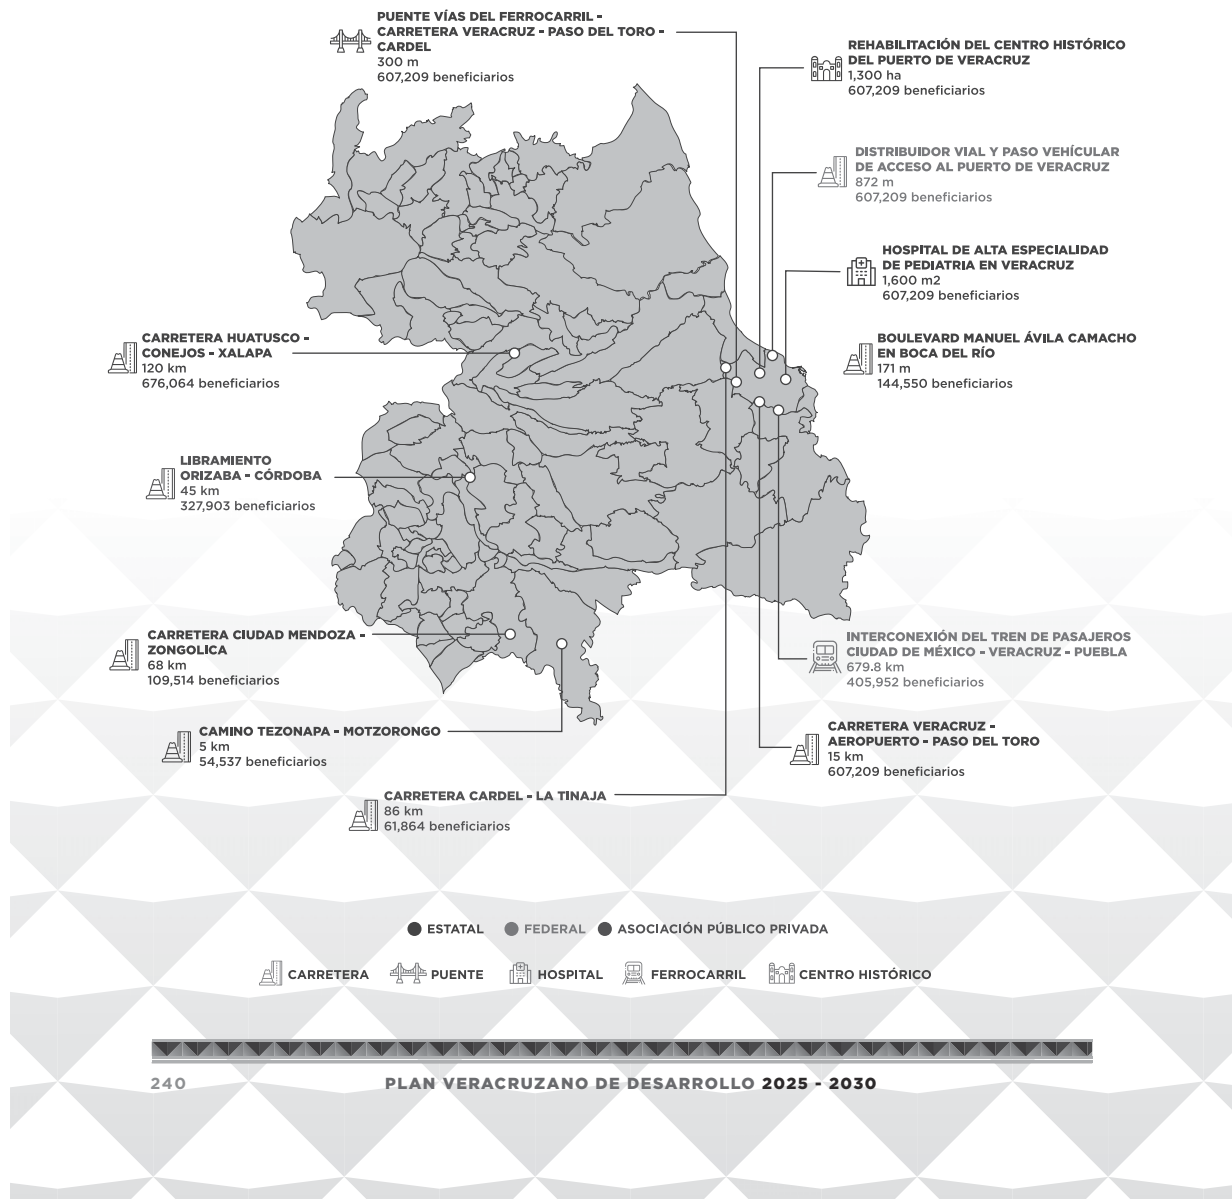 PUENTE VÍAS DEL FERROCARRIL -
CARRETERA VERACRUZ - PASO DEL TORO -
CARDEL
300 m
607,209 beneficiarios
REHABILITACIÓN DEL CENTRO HISTÓRICO
DEL PUERTO DE VERACRUZ
1,300 ha
607,209 beneficiarios
DISTRIBUIDOR VIAL Y PASO VEHÍCULAR
DE ACCESO AL PUERTO DE VERACRUZ
872 m
607,209 beneficiarios
HOSPITAL DE ALTA ESPECIALIDAD
DE PEDIATRIA EN VERACRUZ
1,600 m2
607,209 beneficiarios
CARRETERA HUATUSCO -
CONEJOS - XALAPA
120 km
676,064 beneficiarios
BOULEVARD MANUEL ÁVILA CAMACHO
EN BOCA DEL RÍO
171 m
144,550 beneficiarios
LIBRAMIENTO
ORIZABA - CÓRDOBA
45 km
327,903 beneficiarios
CARRETERA CIUDAD MENDOZA -
ZONGOLICA
68 km
109,514 beneficiarios
INTERCONEXIÓN DEL TREN DE PASAJEROS
CIUDAD DE MÉXICO - VERACRUZ - PUEBLA
679.8 km
405,952 beneficiarios
CAMINO TEZONAPA - MOTZORONGO
5 km
54,537 beneficiarios
CARRETERA VERACRUZ -
AEROPUERTO - PASO DEL TORO
15 km
607,209 beneficiarios
CARRETERA CARDEL - LA TINAJA
86 km
61,864 beneficiarios
ESTATAL FEDERAL ASOCIACIÓN PÚBLICO PRIVADA
CARRETERA PUENTE HOSPITAL FERROCARRIL CENTRO HISTÓRICO
240 PLAN VERACRUZANO DE DESARROLLO 2025 - 2030